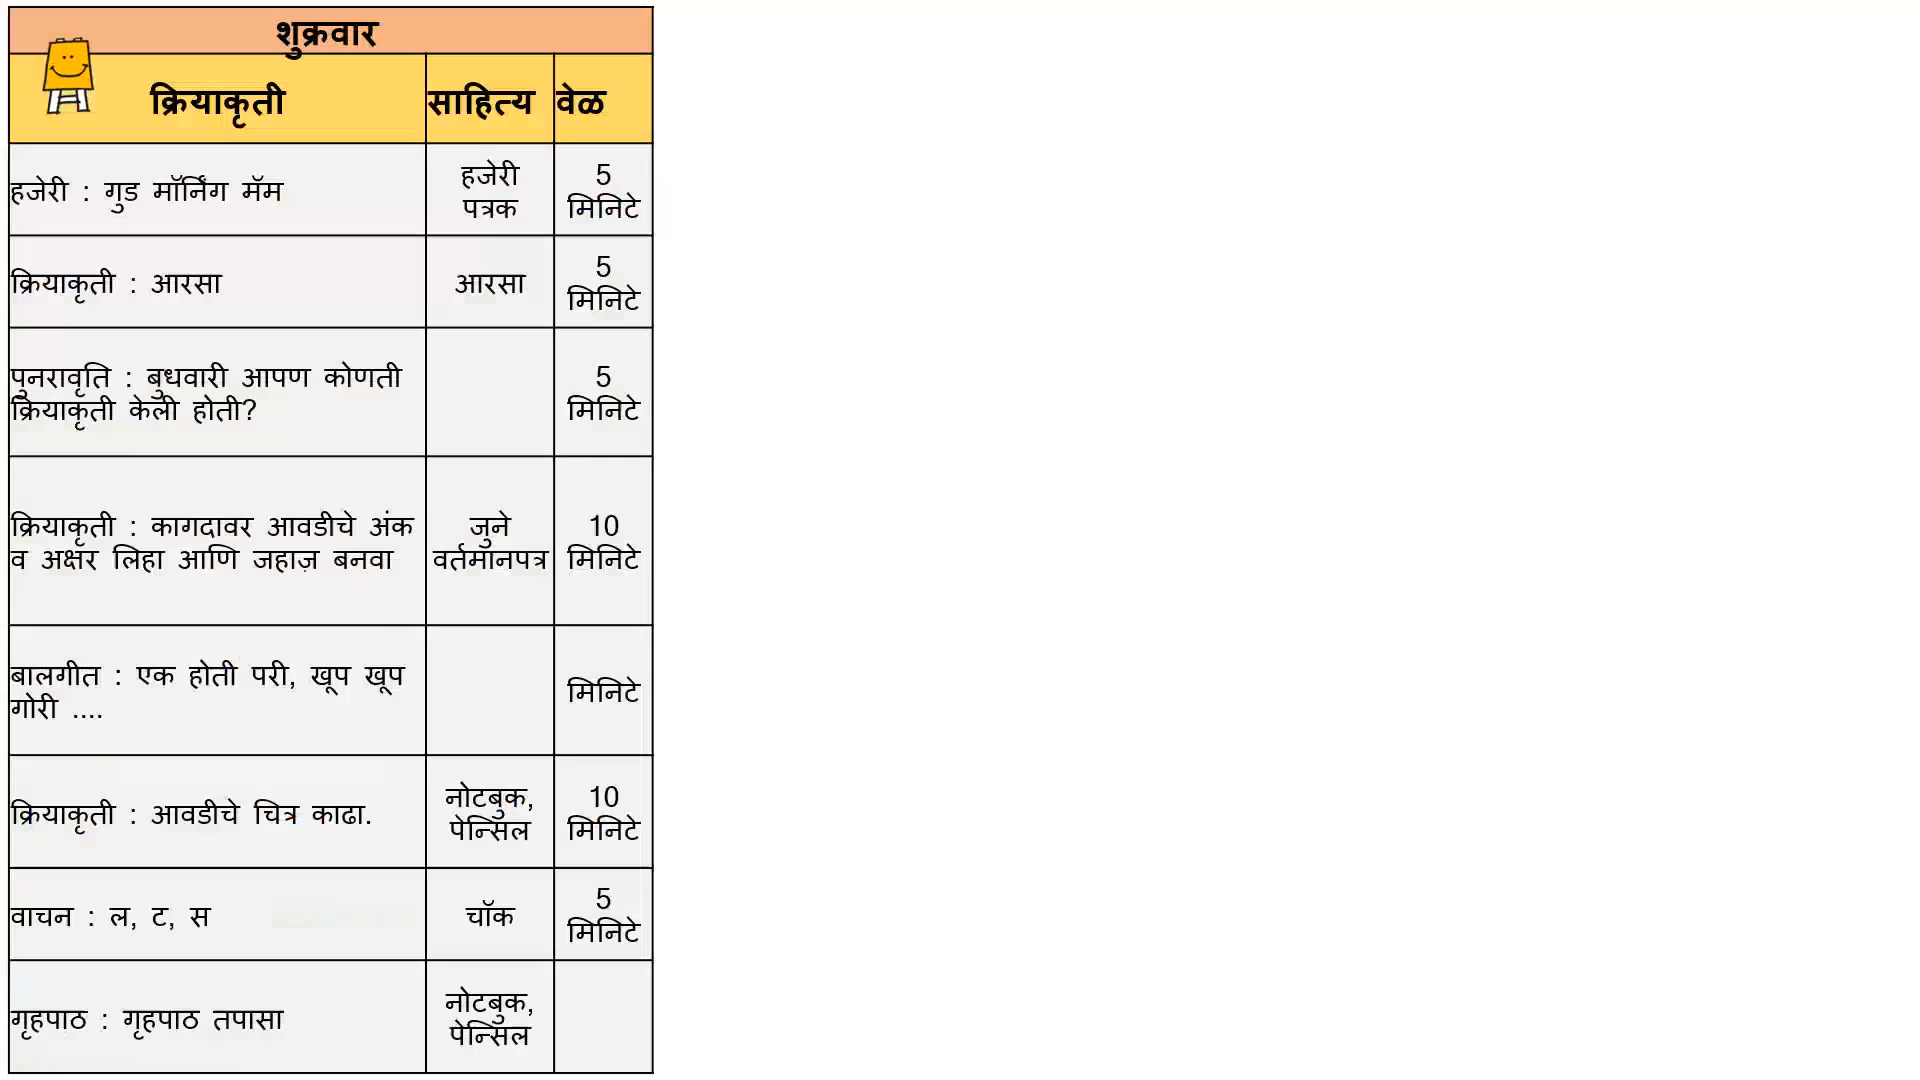 शुक्रवार
क्रियाकृती साहित्य वेळ
हजेरी : गुड मॉर्निंग मॅम
हजेरी
पत्रक
5
मिनिटे
क्रियाकृती : आरसा
आरसा
5
मिनिटे
पुनरावृति : बुधवारी आपण कोणती
क्रियाकृती केली होती?
5
मिनिटे
क्रियाकृती : कागदावर आवडीचे अंक
व अक्षर लिहा आणि जहाज़ बनवा
जुने
वर्तमानपत्र
10
मिनिटे
बालगीत : एक होती परी, खूप खूप
गोरी ....
मिनिटे
क्रियाकृती : आवडीचे चित्र काढा.
नोटबुक,
पेन्सिल
10
मिनिटे
वाचन : ल, ट, स
चॉक
5
मिनिटे
गृहपाठ : गृहपाठ तपासा
नोटबुक,
पेन्सिल